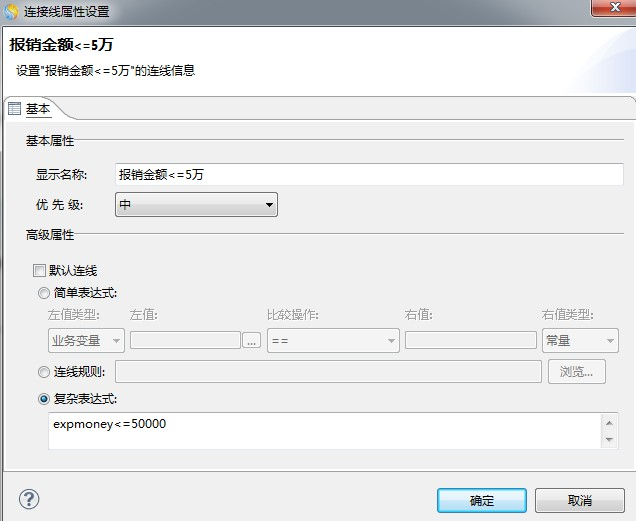 连接线属性设置
报销金额<=5万
设置"报销金额<=5万"的连线信息
基本
基本属性
显示名称: 报销金额<=5万
优 先 级: 中
高级属性
默认连线
简单表达式:
左值类型: 左值: 比较操作: 右值: 右值类型:
业务变量 ... == 常量
连线规则: 浏览...
复杂表达式:
expmoney<=50000
? 确定 取消